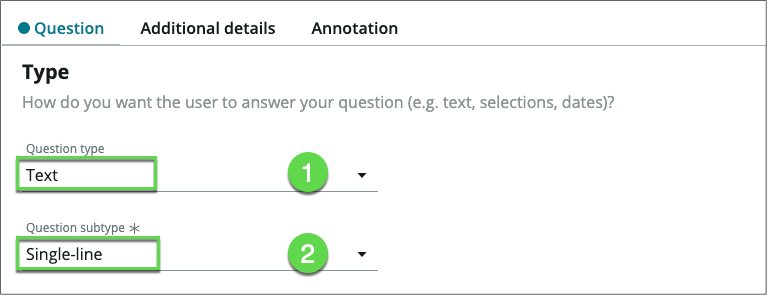 Question Additional details Annotation
Type
How do you want the user to answer your question (e.g. text, selections, dates)?
Question type
Text 1
Question subtype *
Single-line 2